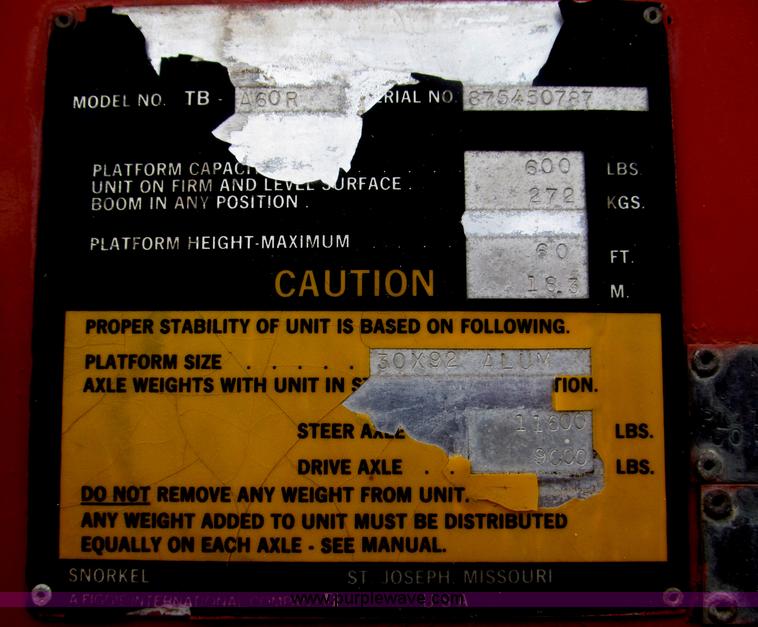 MODEL NO. TB - A60R ERIAL NO. 875450787
PLATFORM CAPACI 600 LBS.
UNIT ON FIRM AND LEVEL SURFACE .
BOOM IN ANY POSITION . 272 KGS.
PLATFORM HEIGHT-MAXIMUM . . . . 60 FT.
CAUTION 18.3 M.
PROPER STABILITY OF UNIT IS BASED ON FOLLOWING.
PLATFORM SIZE . . . . . 30X92 ALUM
AXLE WEIGHTS WITH UNIT IN S TION.
STEER AXLE 11600 LBS.
DRIVE AXLE . . 9000 LBS.
DO NOT REMOVE ANY WEIGHT FROM UNIT.
ANY WEIGHT ADDED TO UNIT MUST BE DISTRIBUTED
EQUALLY ON EACH AXLE - SEE MANUAL.
SNORKEL ST. JOSEPH, MISSOURI
A FIGGIE INTERNATIONAL COMPANY
www.purplewave.com